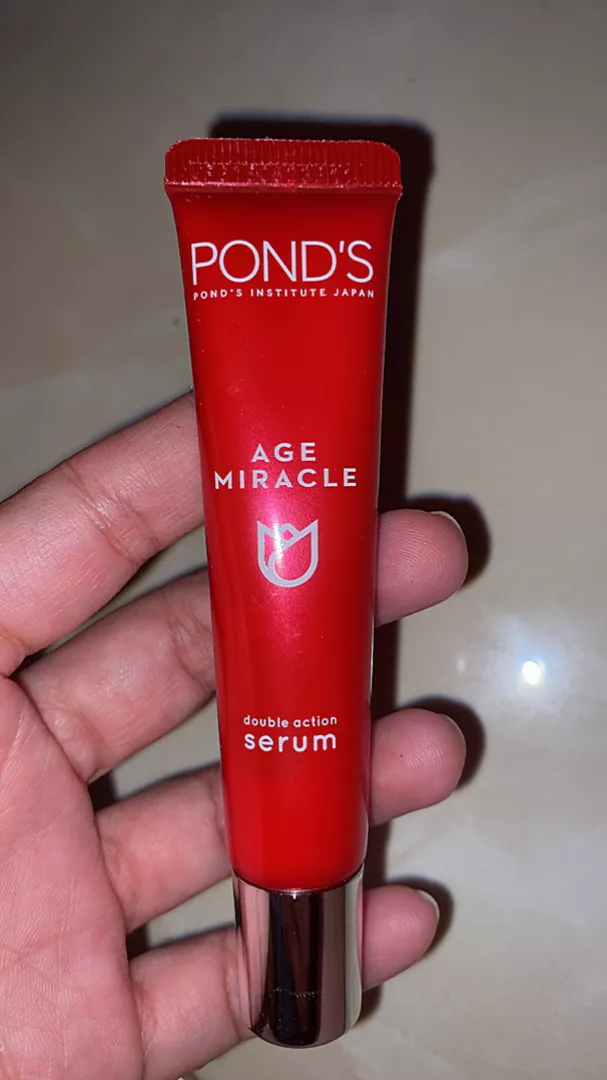 POND'S
POND'S INSTITUTE JAPAN
AGE
MIRACLE
double action
serum